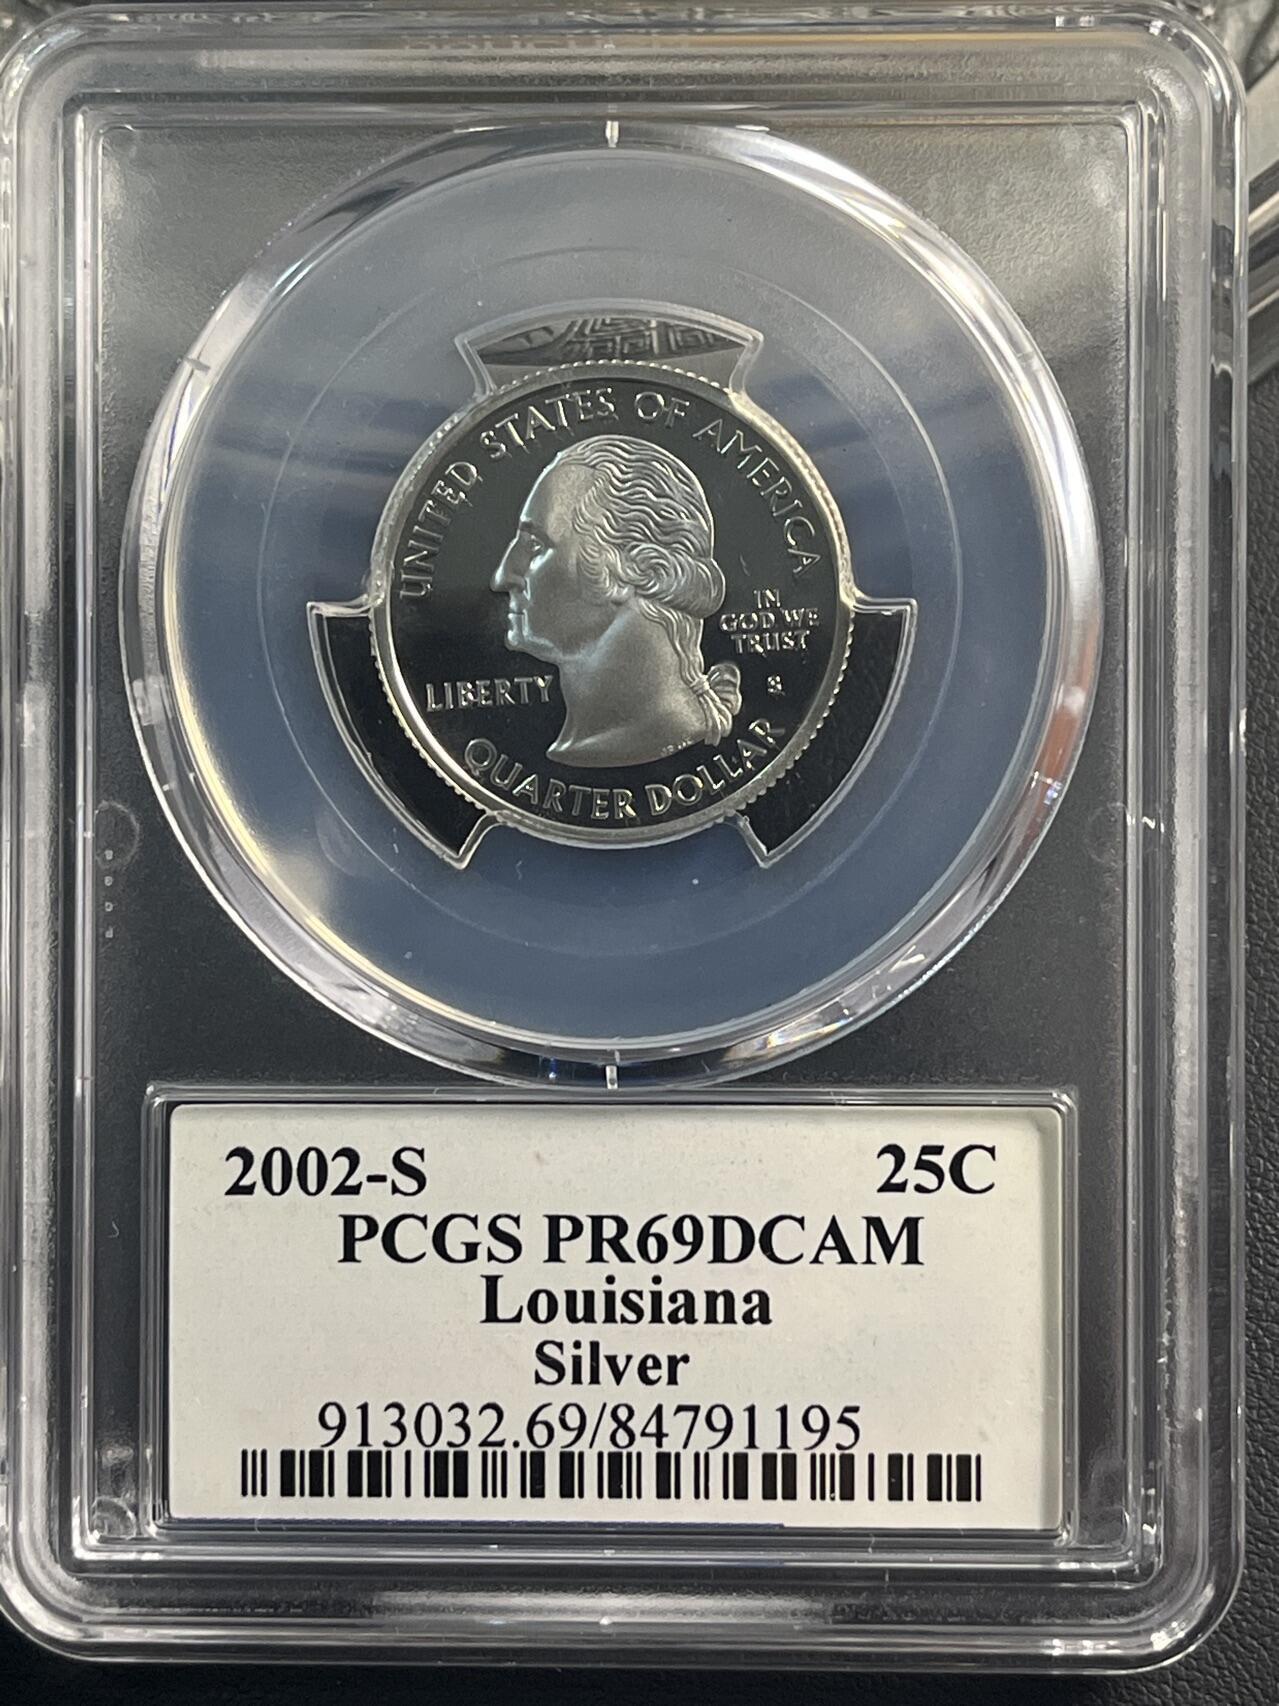 UNITED STATES OF AMERICA
IN
GOD WE
TRUST
LIBERTY
S
QUARTER DOLLAR
2002-S 25C
PCGS PR69DCAM
Louisiana
Silver
913032.69/84791195